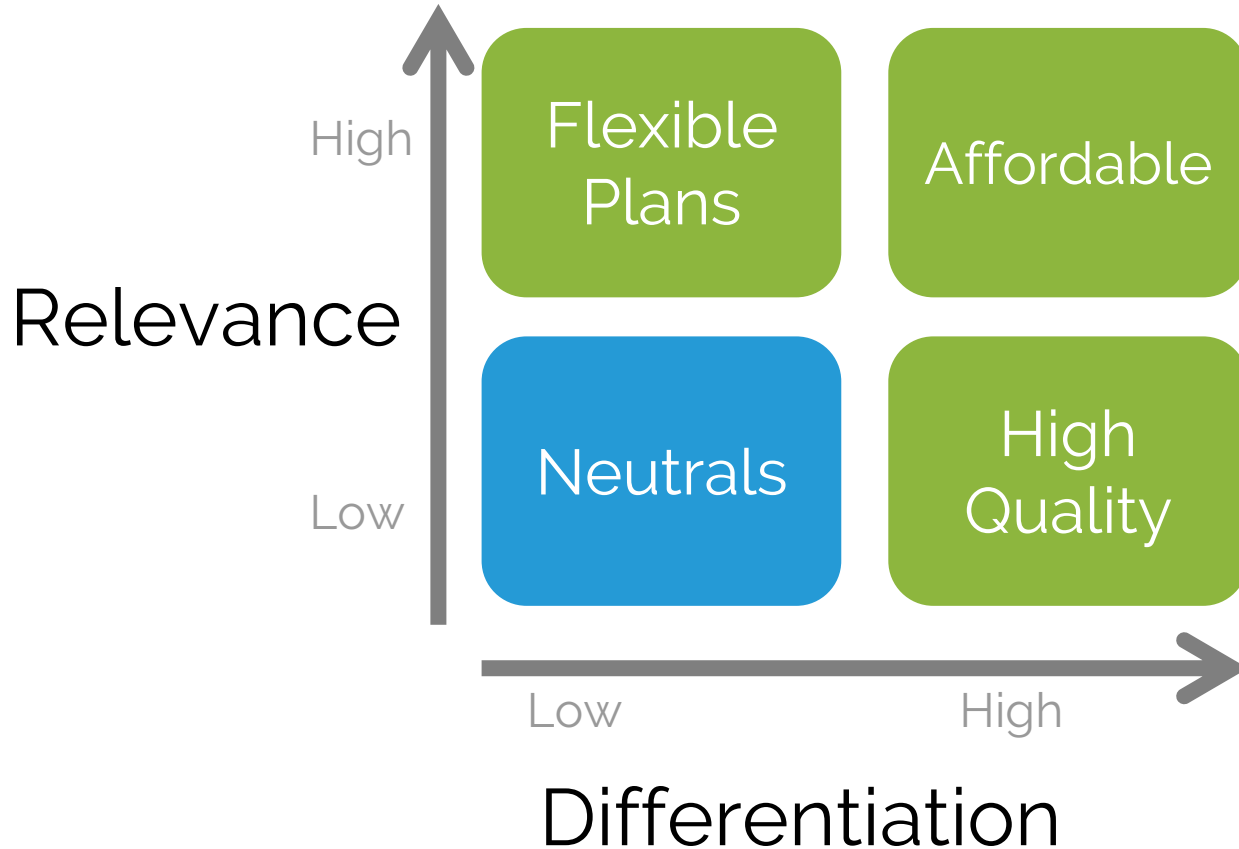 High
Flexible
Plans
Affordable
Relevance
Low
Neutrals
High
Quality
Low
High
Differentiation